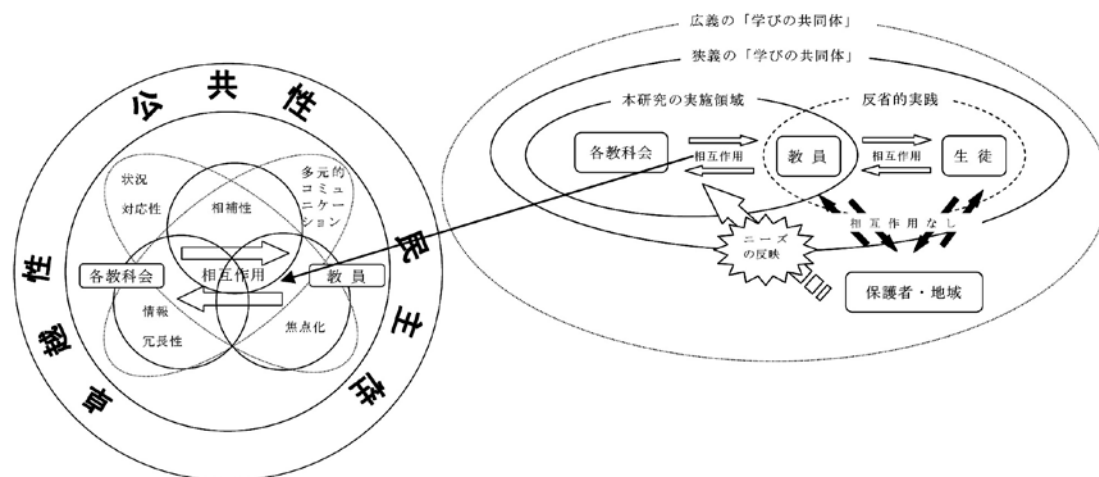 公共性
民主性
卓越性
状況
対応性
相補性
多元的
コミュ
ニケー
ション
各教科会
相互作用
教員
情報
冗長性
焦点化
広義の「学びの共同体」
狭義の「学びの共同体」
本研究の実施領域
反省的実践
各教科会
相互作用
教員
相互作用
生徒
相互作用なし
ニーズ
の反映
保護者・地域